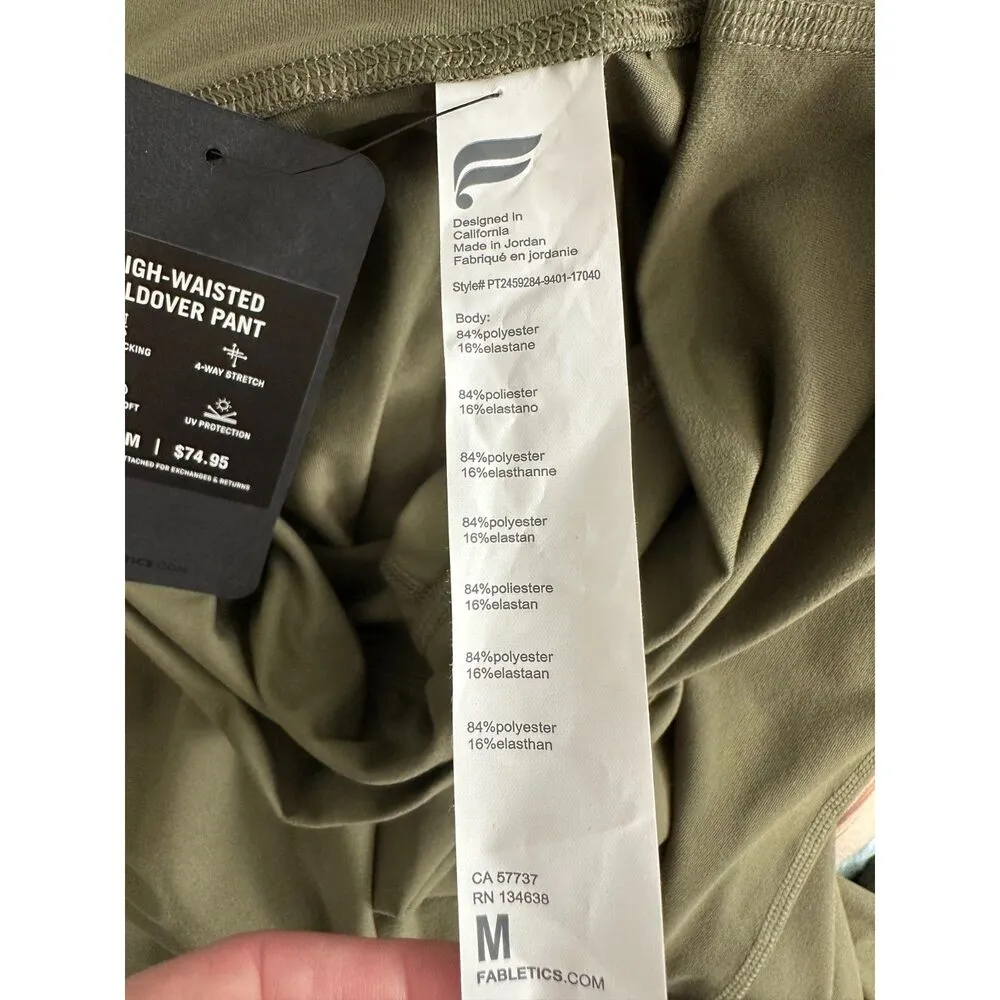 IGH-WAISTED
LDOVER PANT
CKING
4-WAY STRETCH
OFT
UV PROTECTION
M | $74.95
TTACHED FOR EXCHANGES & RETURNS
ETICS.COM
Designed in
California
Made in Jordan
Fabriqué en jordanie
Style# PT2459284-9401-17040
Body:
84%polyester
16%elastane
84%poliester
16%elastano
84%polyester
16%elasthanne
84%polyester
16%elastan
84%poliestere
16%elastan
84%polyester
16%elastaan
84%polyester
16%elasthan
CA 57737
RN 134638
M
FABLETICS.COM